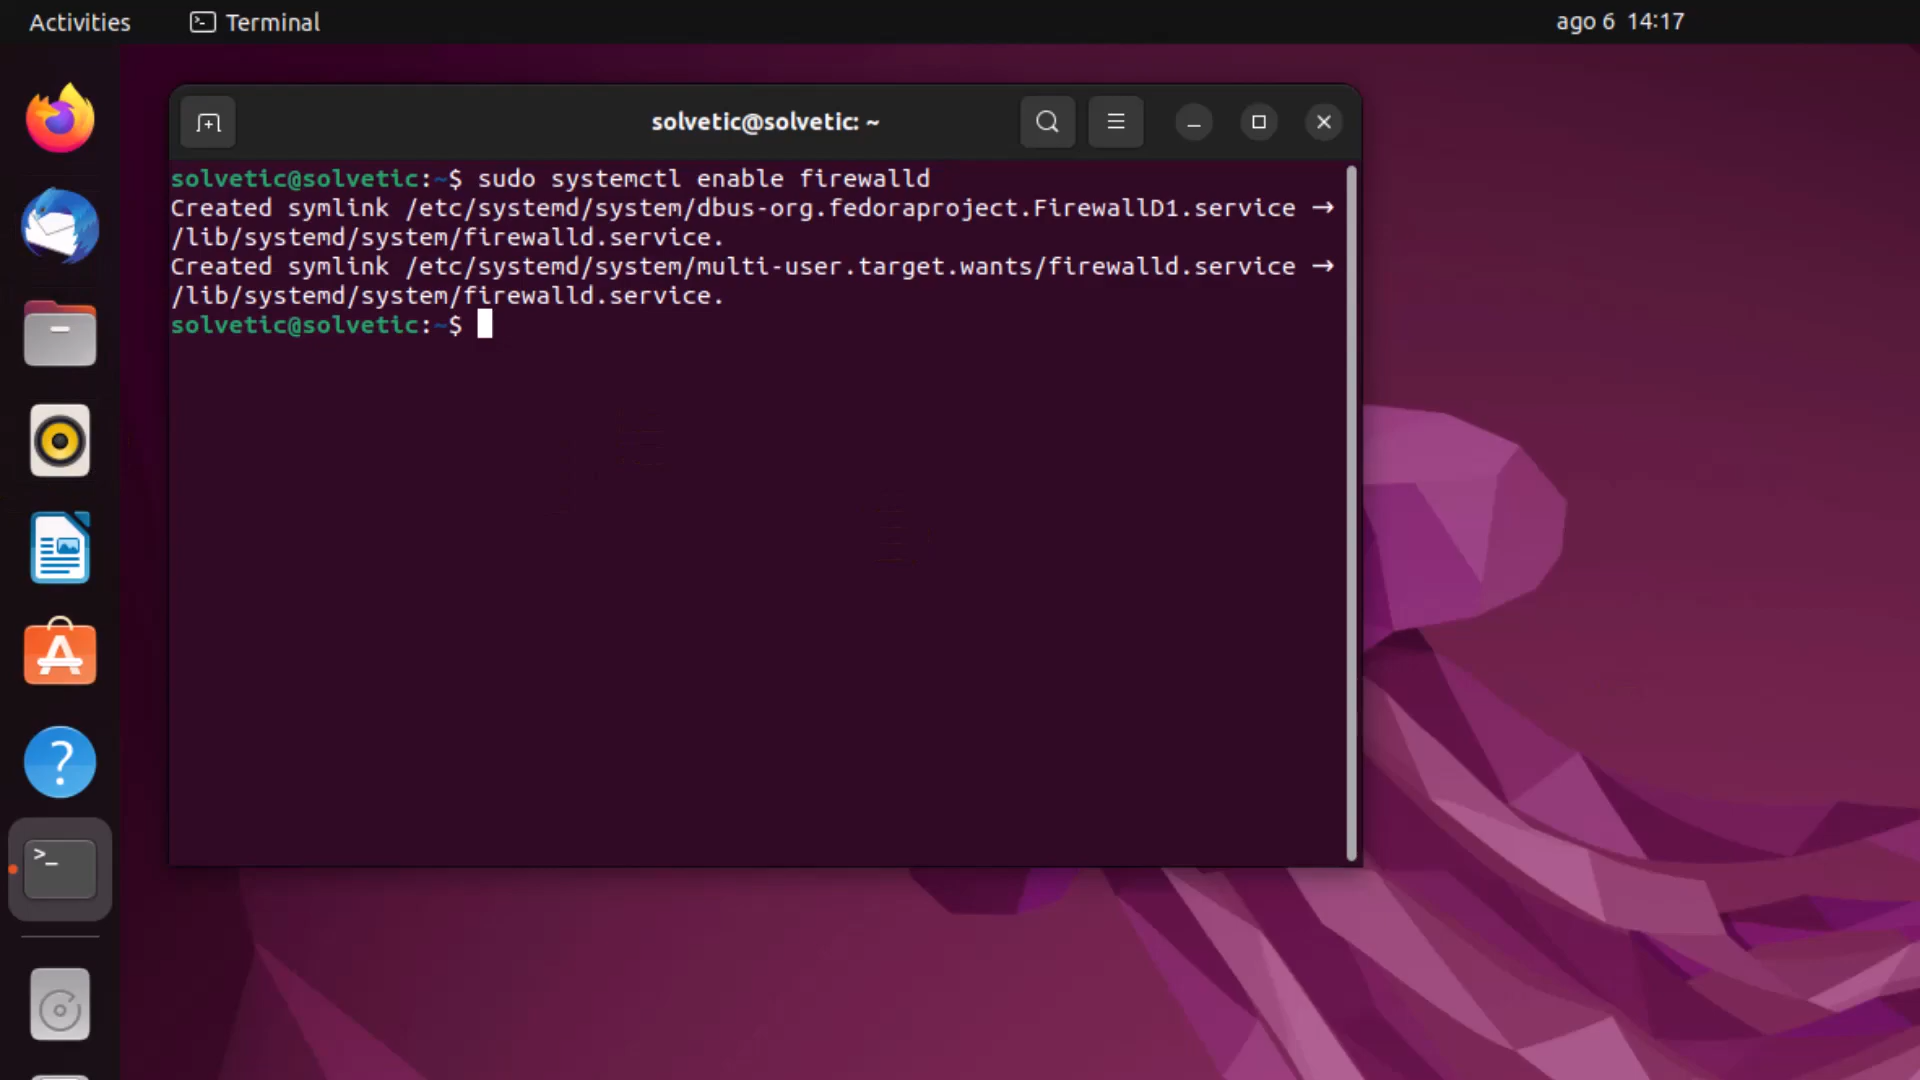 Activities
Terminal
ago 6 14:17
solvetic@solvetic: ~
solvetic@solvetic:~$ sudo systemctl enable firewalld
Created symlink /etc/systemd/system/dbus-org.fedoraproject.FirewallD1.service →
/lib/systemd/system/firewalld.service.
Created symlink /etc/systemd/system/multi-user.target.wants/firewalld.service →
/lib/systemd/system/firewalld.service.
solvetic@solvetic:~$